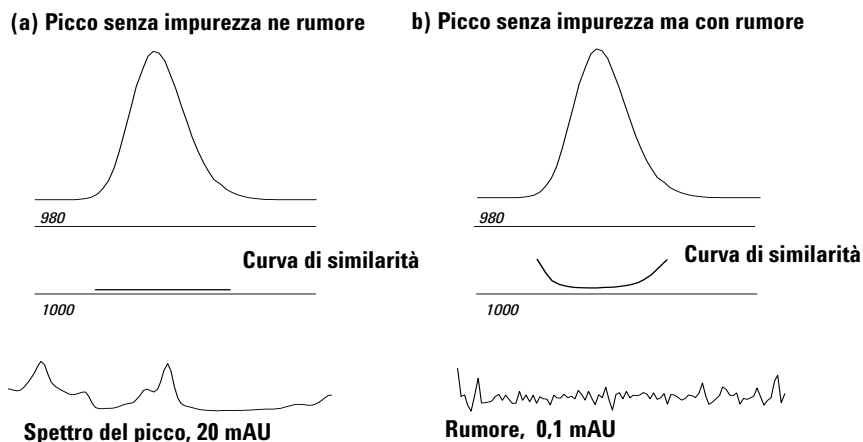 (a) Picco senza impurezza ne rumore
980
Curva di similarità
1000
Spettro del picco, 20 mAU
b) Picco senza impurezza ma con rumore
980
Curva di similarità
1000
Rumore, 0,1 mAU